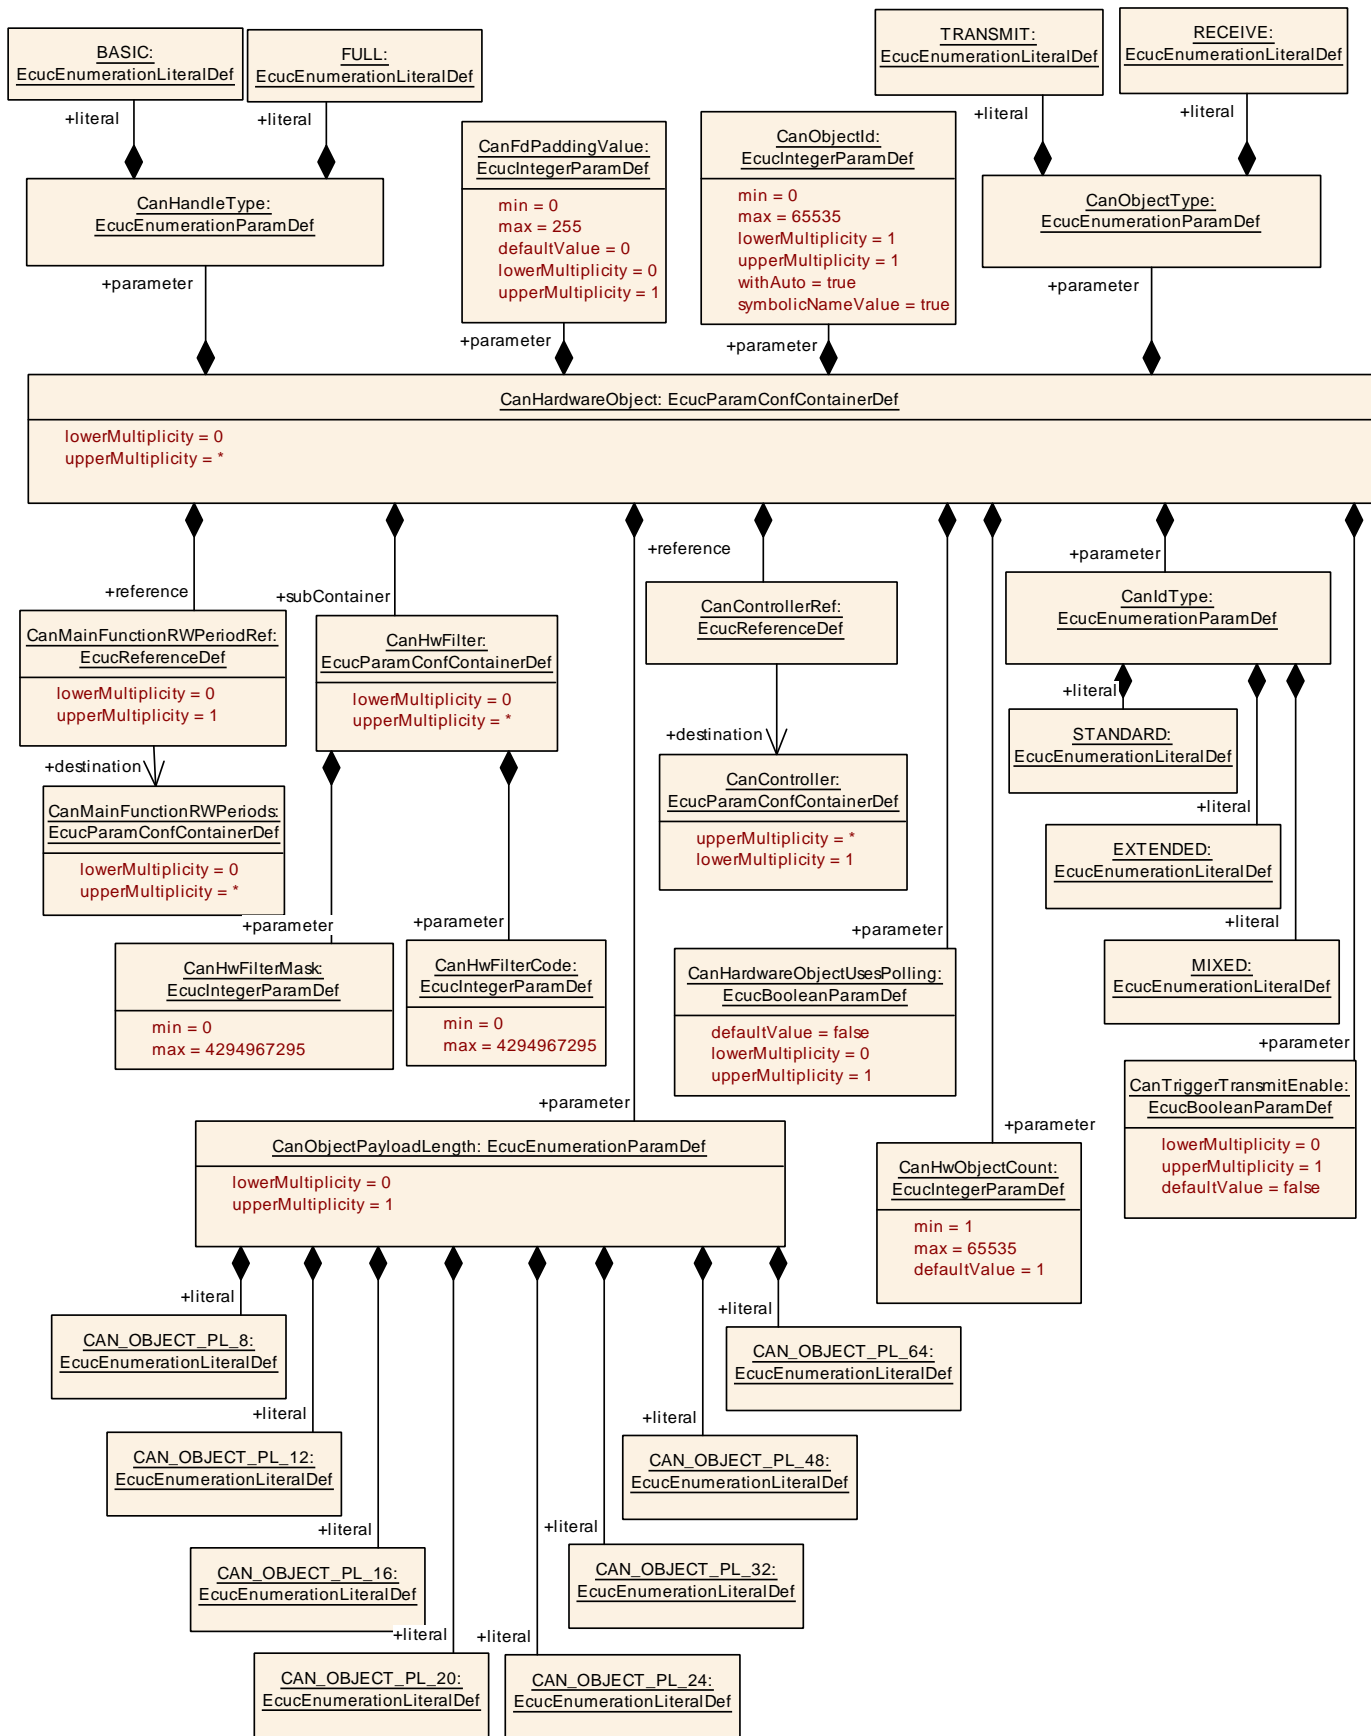 BASIC:
EcucEnumerationLiteralDef
FULL:
EcucEnumerationLiteralDef
TRANSMIT:
EcucEnumerationLiteralDef
RECEIVE:
EcucEnumerationLiteralDef
+literal
+literal
+literal
+literal
CanHandleType:
EcucEnumerationParamDef
CanFdPaddingValue:
EcucIntegerParamDef
min = 0
max = 255
defaultValue = 0
lowerMultiplicity = 0
upperMultiplicity = 1
CanObjectId:
EcucIntegerParamDef
min = 0
max = 65535
lowerMultiplicity = 1
upperMultiplicity = 1
withAuto = true
symbolicNameValue = true
CanObjectType:
EcucEnumerationParamDef
+parameter
+parameter
+parameter
+parameter
CanHardwareObject: EcucParamConfContainerDef
lowerMultiplicity = 0
upperMultiplicity = *
+reference
+subContainer
+reference
+parameter
CanMainFunctionRWPeriodRef:
EcucReferenceDef
lowerMultiplicity = 0
upperMultiplicity = 1
CanHwFilter:
EcucParamConfContainerDef
lowerMultiplicity = 0
upperMultiplicity = *
CanControllerRef:
EcucReferenceDef
CanIdType:
EcucEnumerationParamDef
+destination
+destination
+literal
CanMainFunctionRWPeriods:
EcucParamConfContainerDef
lowerMultiplicity = 0
upperMultiplicity = *
CanController:
EcucParamConfContainerDef
upperMultiplicity = *
lowerMultiplicity = 1
STANDARD:
EcucEnumerationLiteralDef
+literal
EXTENDED:
EcucEnumerationLiteralDef
+parameter
+parameter
+parameter
+literal
CanHwFilterMask:
EcucIntegerParamDef
min = 0
max = 4294967295
CanHwFilterCode:
EcucIntegerParamDef
min = 0
max = 4294967295
CanHardwareObjectUsesPolling:
EcucBooleanParamDef
defaultValue = false
lowerMultiplicity = 0
upperMultiplicity = 1
MIXED:
EcucEnumerationLiteralDef
+parameter
CanTriggerTransmitEnable:
EcucBooleanParamDef
lowerMultiplicity = 0
upperMultiplicity = 1
defaultValue = false
+parameter
+parameter
CanObjectPayloadLength: EcucEnumerationParamDef
lowerMultiplicity = 0
upperMultiplicity = 1
CanHwObjectCount:
EcucIntegerParamDef
min = 1
max = 65535
defaultValue = 1
+literal
+literal
CAN_OBJECT_PL_8:
EcucEnumerationLiteralDef
CAN_OBJECT_PL_64:
EcucEnumerationLiteralDef
+literal
+literal
CAN_OBJECT_PL_12:
EcucEnumerationLiteralDef
CAN_OBJECT_PL_48:
EcucEnumerationLiteralDef
+literal
+literal
CAN_OBJECT_PL_16:
EcucEnumerationLiteralDef
CAN_OBJECT_PL_32:
EcucEnumerationLiteralDef
+literal
+literal
CAN_OBJECT_PL_20:
EcucEnumerationLiteralDef
CAN_OBJECT_PL_24:
EcucEnumerationLiteralDef